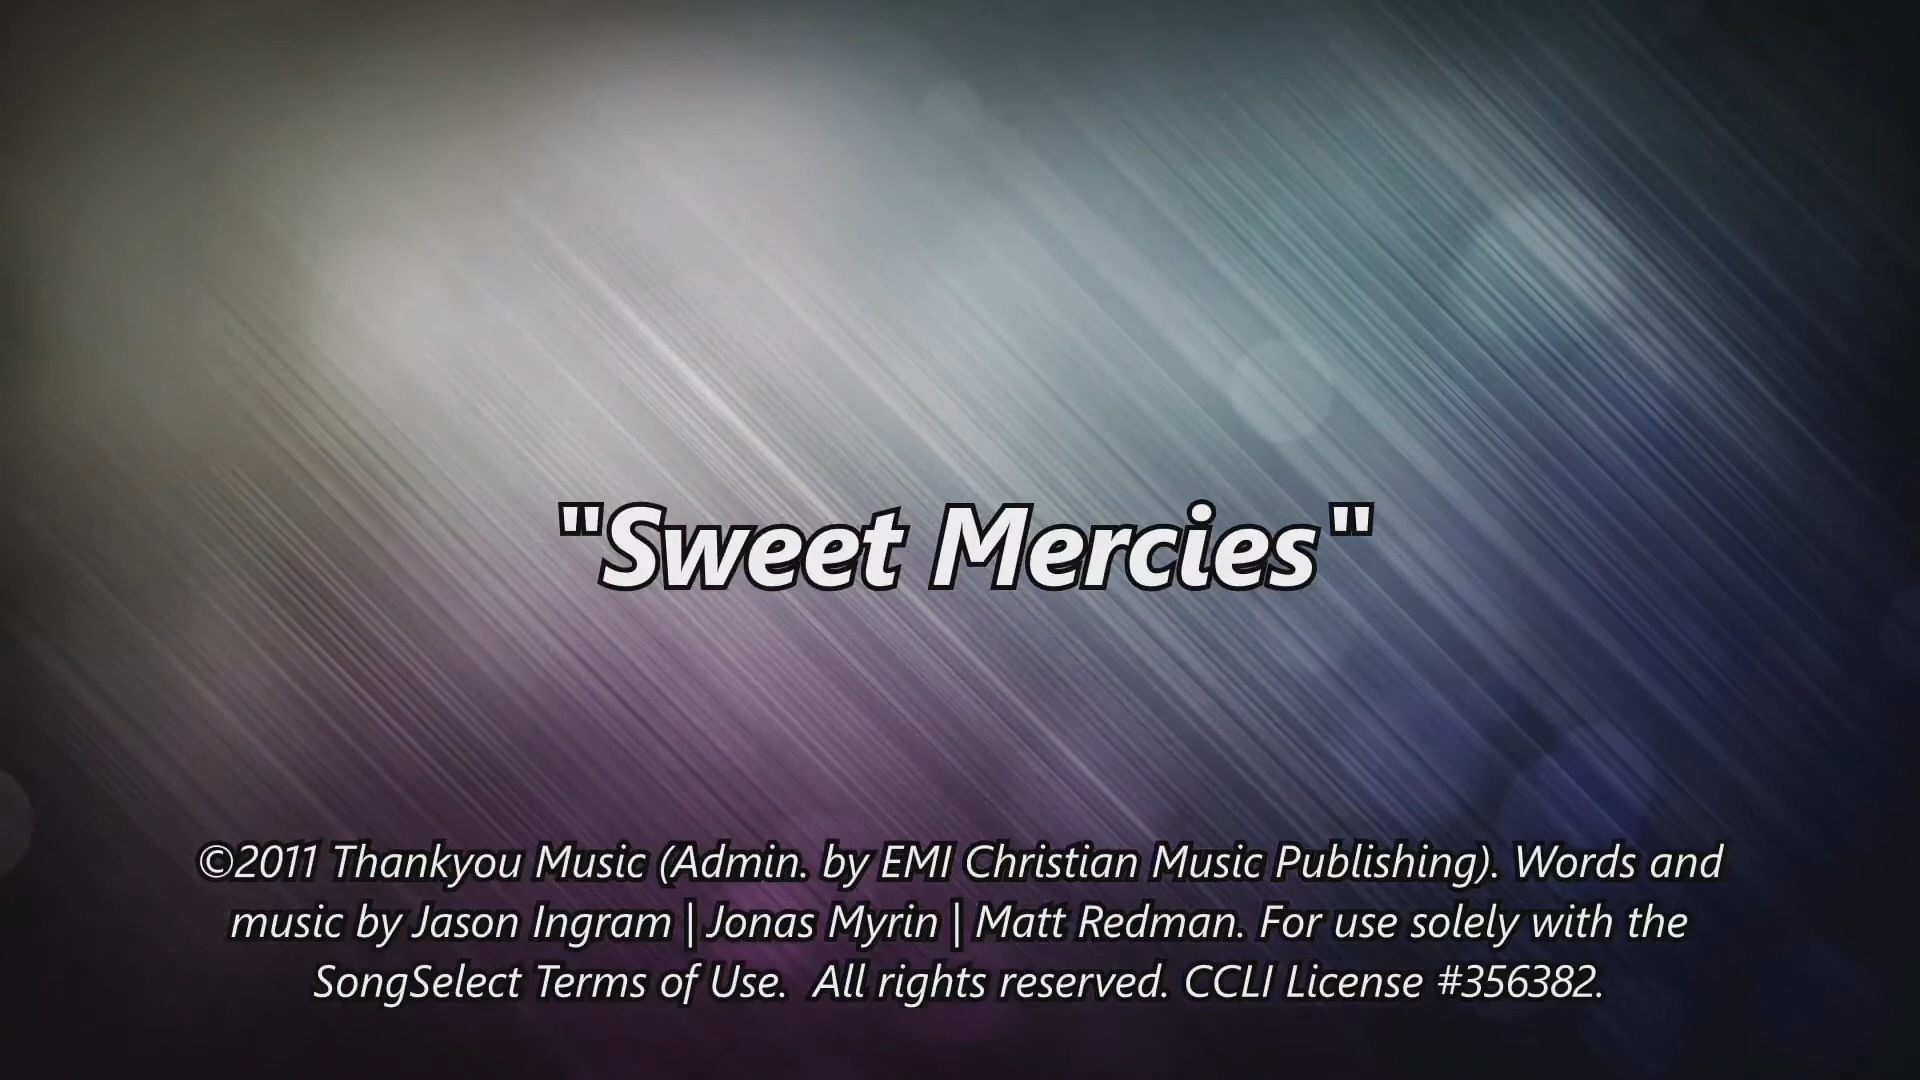 "Sweet Mercies"
©2011 Thankyou Music (Admin. by EMI Christian Music Publishing). Words and
music by Jason Ingram | Jonas Myrin | Matt Redman. For use solely with the
SongSelect Terms of Use.  All rights reserved. CCLI License #356382.